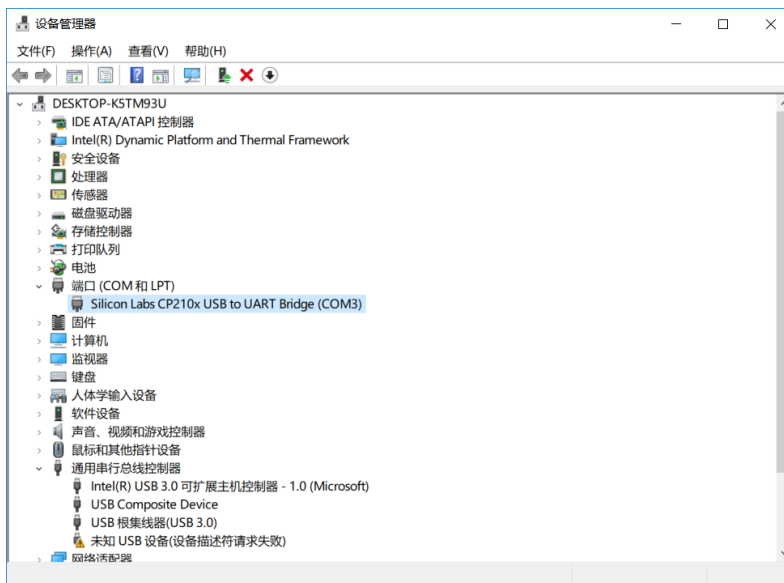 设备管理器
文件(F) 操作(A) 查看(V) 帮助(H)
DESKTOP-K5TM93U
IDE ATA/ATAPI 控制器
Intel(R) Dynamic Platform and Thermal Framework
安全设备
处理器
传感器
磁盘驱动器
存储控制器
打印队列
电池
端口 (COM 和 LPT)
Silicon Labs CP210x USB to UART Bridge (COM3)
固件
计算机
监视器
键盘
人体学输入设备
软件设备
声音、视频和游戏控制器
鼠标和其他指针设备
通用串行总线控制器
Intel(R) USB 3.0 可扩展主机控制器 - 1.0 (Microsoft)
USB Composite Device
USB 根集线器(USB 3.0)
未知 USB 设备(设备描述符请求失败)
网络适配器